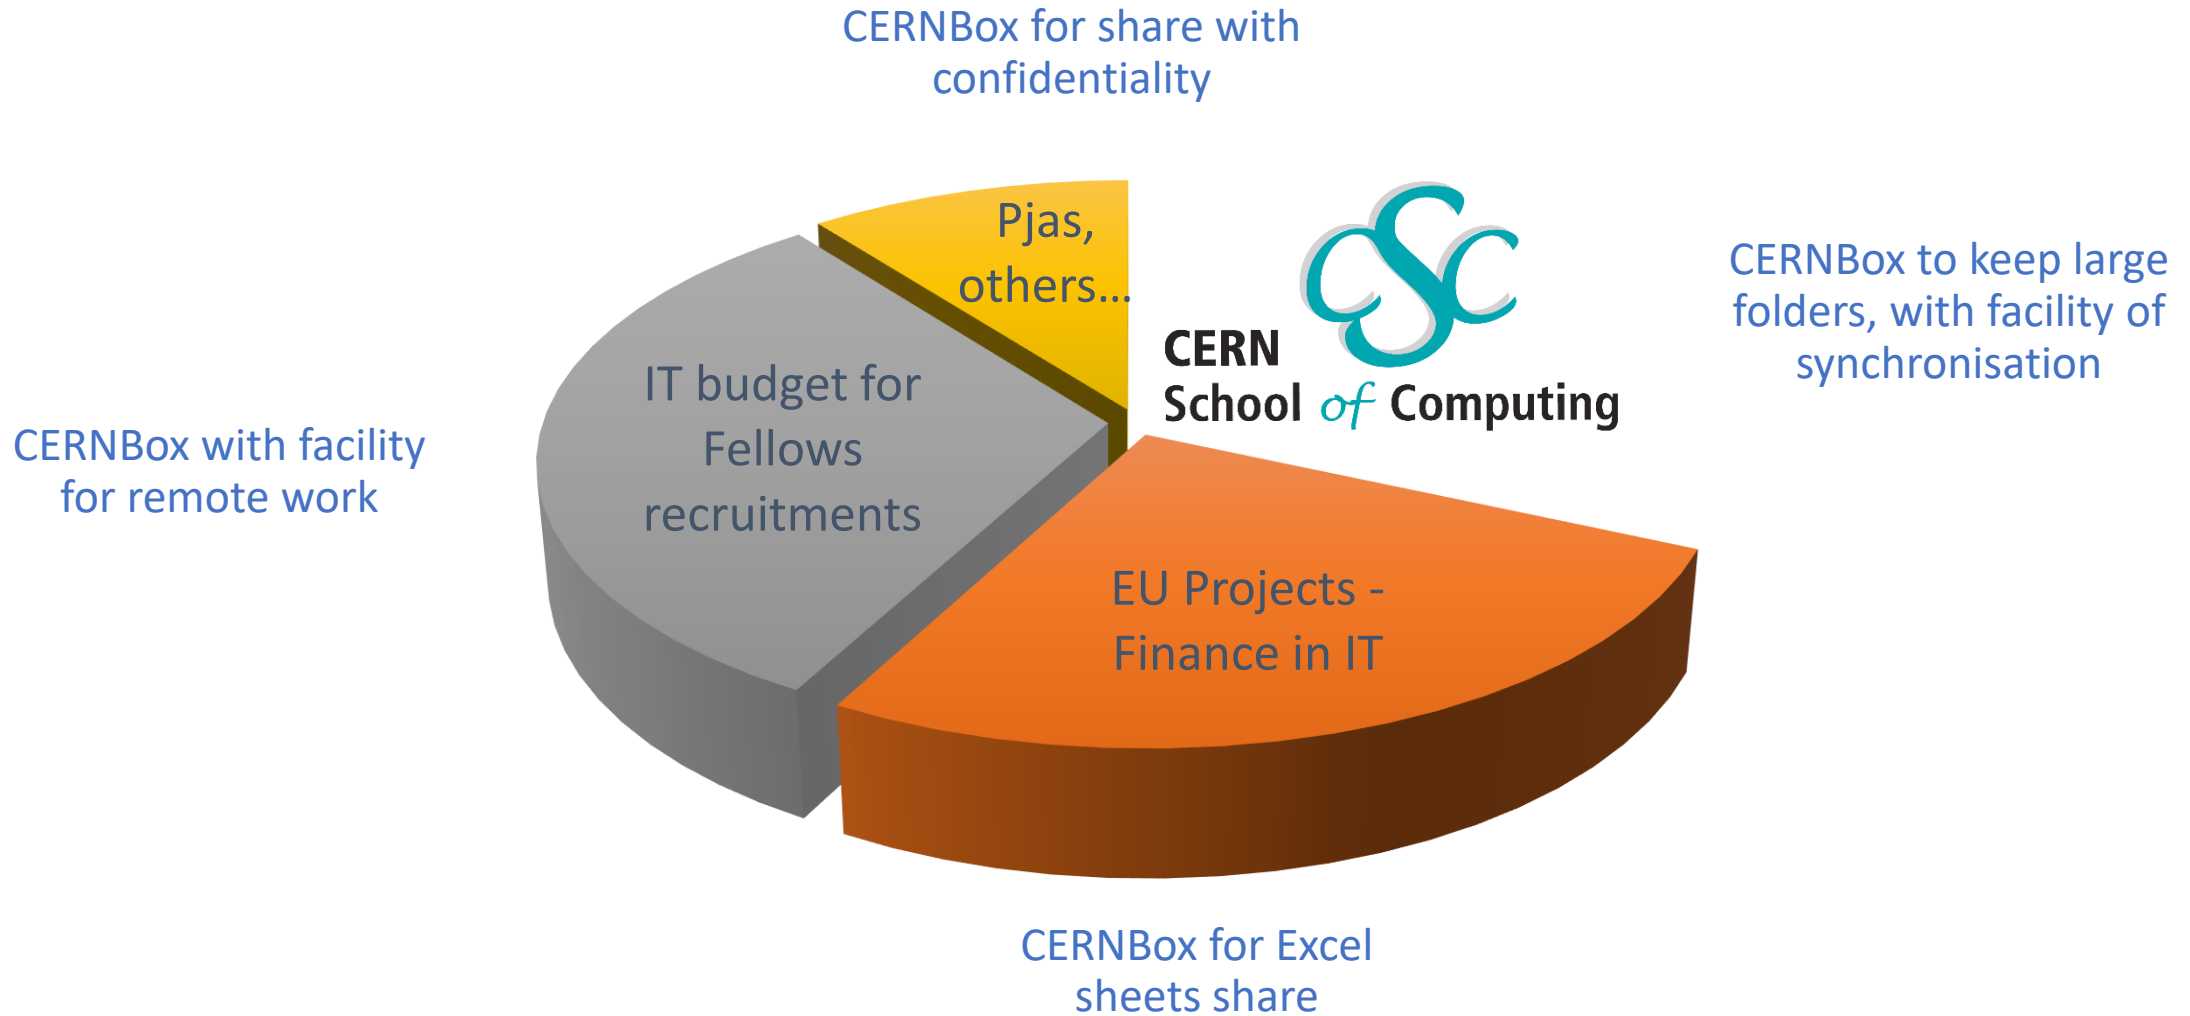 CERNBox for share with
confidentiality
Pjas,
others...
CSC
CERN
School of Computing
CERNBox to keep large
folders, with facility of
synchronisation
IT budget for
Fellows
recruitments
CERNBox with facility
for remote work
EU Projects -
Finance in IT
CERNBox for Excel
sheets share